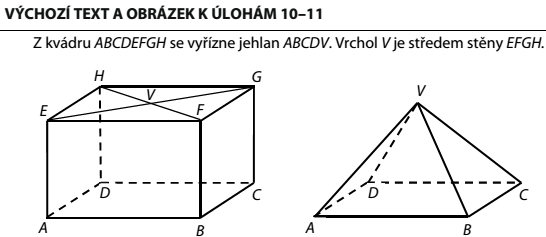 VÝCHOZÍ TEXT A OBRÁZEK K ÚLOHÁM 10–11
Z kvádru ABCDEFGH se vyřízne jehlan ABCDV. Vrchol V je středem stěny EFGH.
H G V
V
E F
D C D C
A B A B